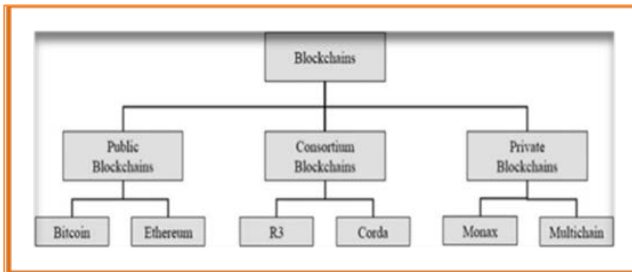 Blockchains
Public
Blockchains
Consortium
Blockchains
Private
Blockchains
Bitcoin
Ethereum
R3
Corda
Monax
Multichain